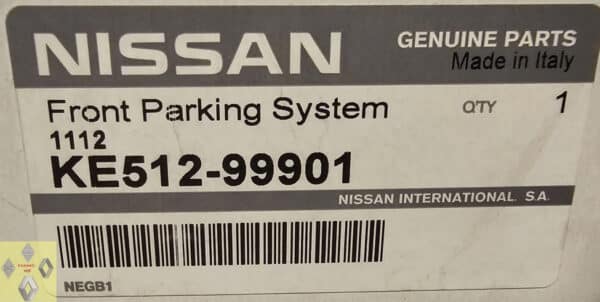 NISSAN
GENUINE PARTS
Made in Italy
Front Parking System QTY 1
1112
KE512-99901
NISSAN INTERNATIONAL S.A.
NEGB1